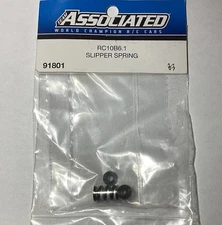 ASSOCIATED
WORLD CHAMPION R/C CARS
RC10B6.1
SLIPPER SPRING
91801